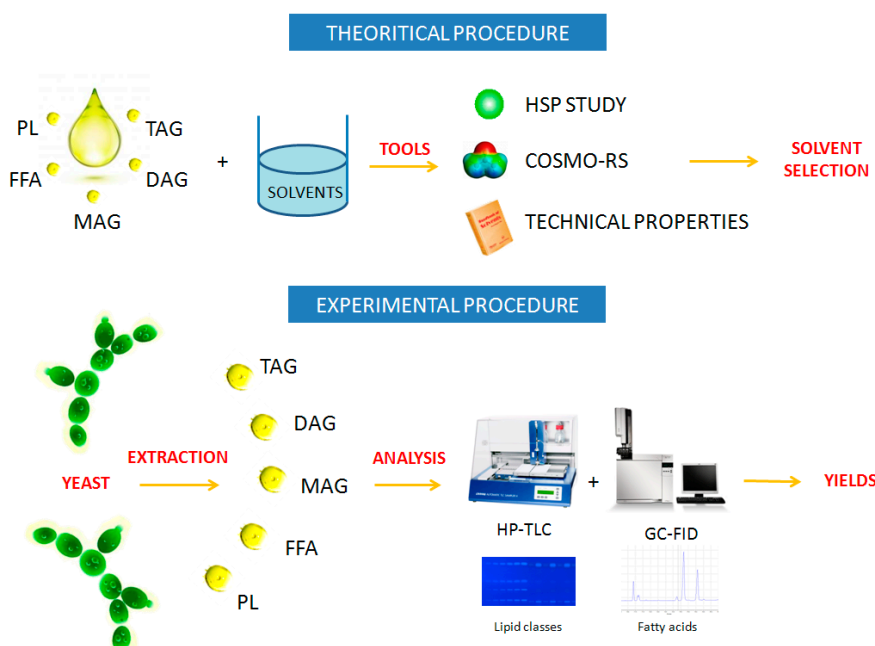 THEORITICAL PROCEDURE
PL
TAG
FFA
DAG
MAG
+
SOLVENTS
TOOLS
HSP STUDY
COSMO-RS
TECHNICAL PROPERTIES
SOLVENT
SELECTION
EXPERIMENTAL PROCEDURE
YEAST
EXTRACTION
TAG
DAG
MAG
FFA
PL
ANALYSIS
HP-TLC
+
GC-FID
YIELDS
Lipid classes
Fatty acids